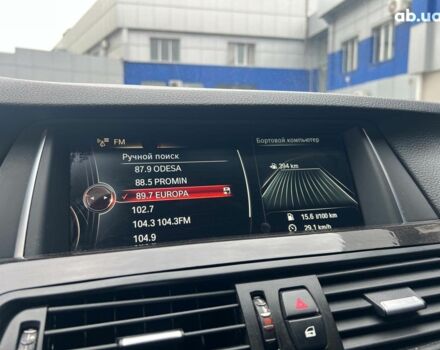 ab.ua
FM
Ручной поиск
Бортовой компьютер
87.9 ODESA
88.5 PROMIN
89.7 EUROPA
102.7
104.3 104.3FM
104.9
294 km
15.6 l/100 km
29.1 km/h